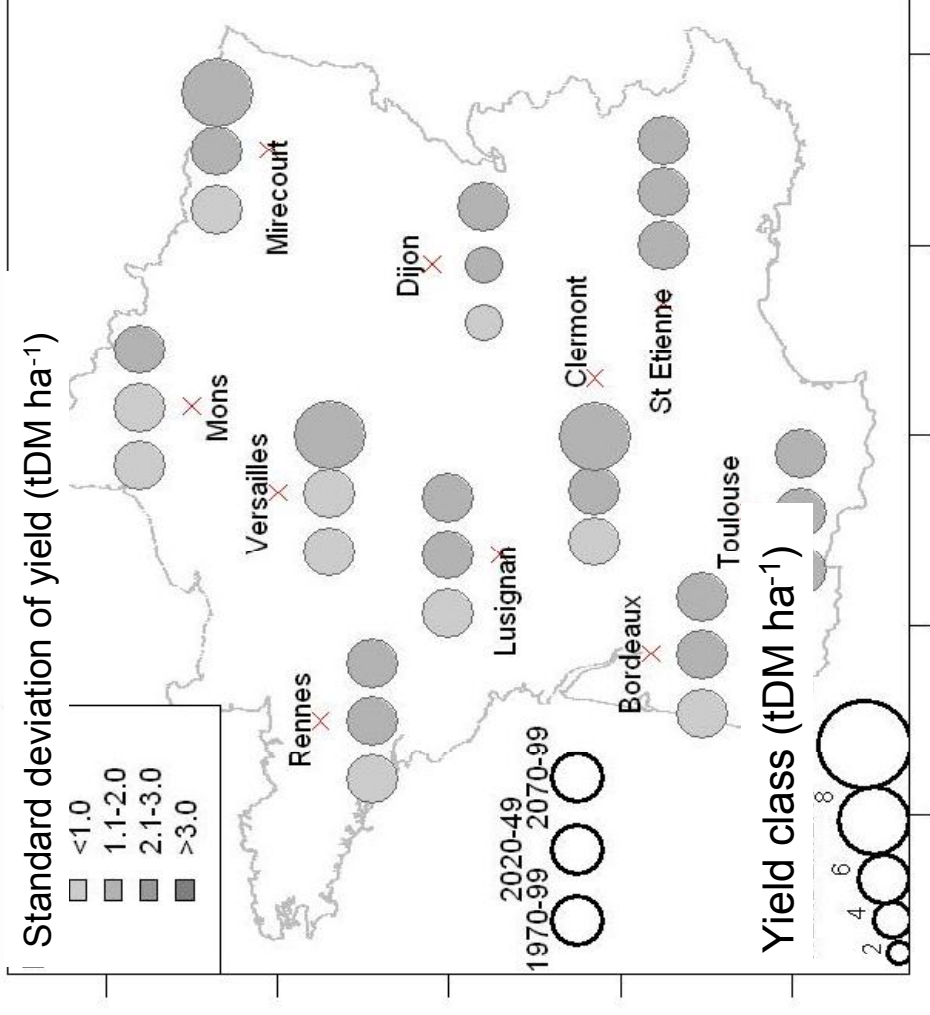 Standard deviation of yield (tDM ha-1)
<1.0
1.1-2.0
2.1-3.0
>3.0
Mons
Mirecourt
Versailles
Rennes
Dijon
Lusignan
Clermont
St Etienne
Bordeaux
Toulouse
1970-99
2020-49
2070-99
Yield class (tDM ha-1)
2
4
6
8